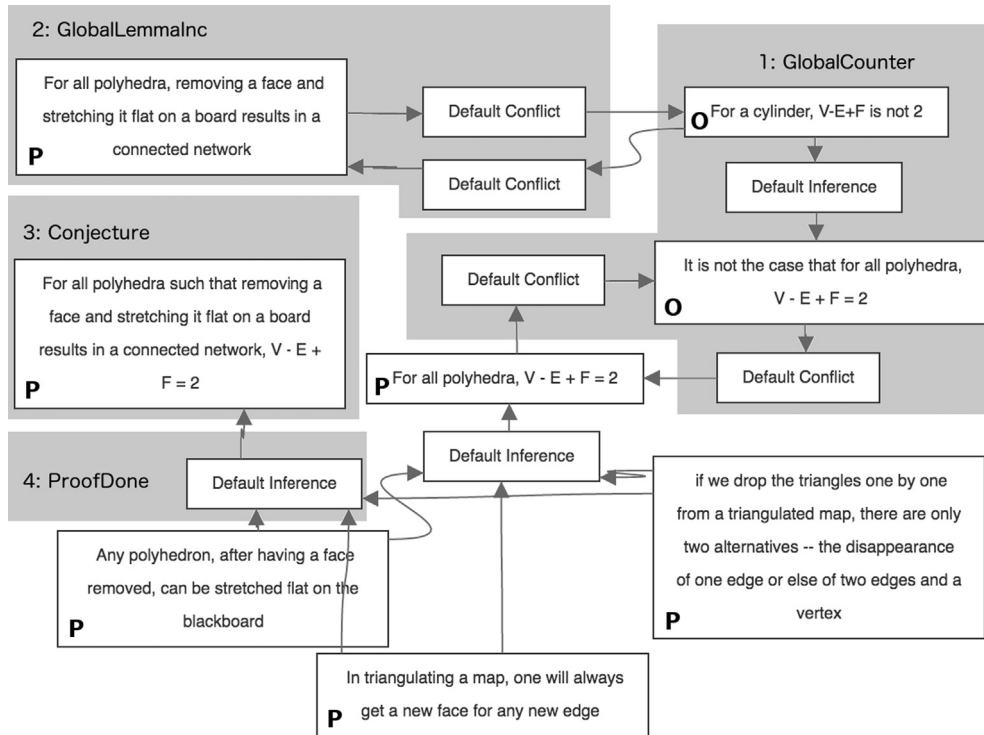 2: GlobalLemmaInc
For all polyhedra, removing a face and
stretching it flat on a board results in a
connected network
P
Default Conflict
Default Conflict
1: GlobalCounter
For a cylinder, V-E+F is not 2
O
Default Inference
It is not the case that for all polyhedra,
V - E + F = 2
O
Default Conflict
Default Conflict
3: Conjecture
For all polyhedra such that removing a
face and stretching it flat on a board
results in a connected network, V - E +
F = 2
P
P For all polyhedra, V - E + F = 2
Default Inference
4: ProofDone
Default Inference
Any polyhedron, after having a face
removed, can be stretched flat on the
blackboard
P
if we drop the triangles one by one
from a triangulated map, there are only
two alternatives -- the disappearance
of one edge or else of two edges and a
vertex
P
In triangulating a map, one will always
get a new face for any new edge
P